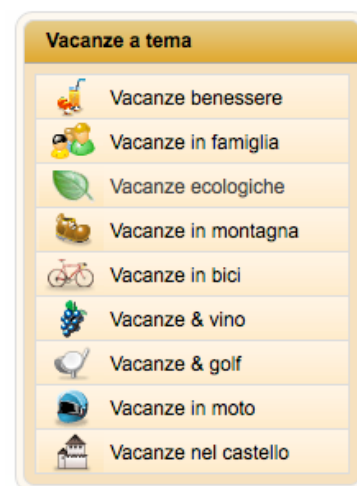 Vacanze a tema
Vacanze benessere
Vacanze in famiglia
Vacanze ecologiche
Vacanze in montagna
Vacanze in bici
Vacanze & vino
Vacanze & golf
Vacanze in moto
Vacanze nel castello